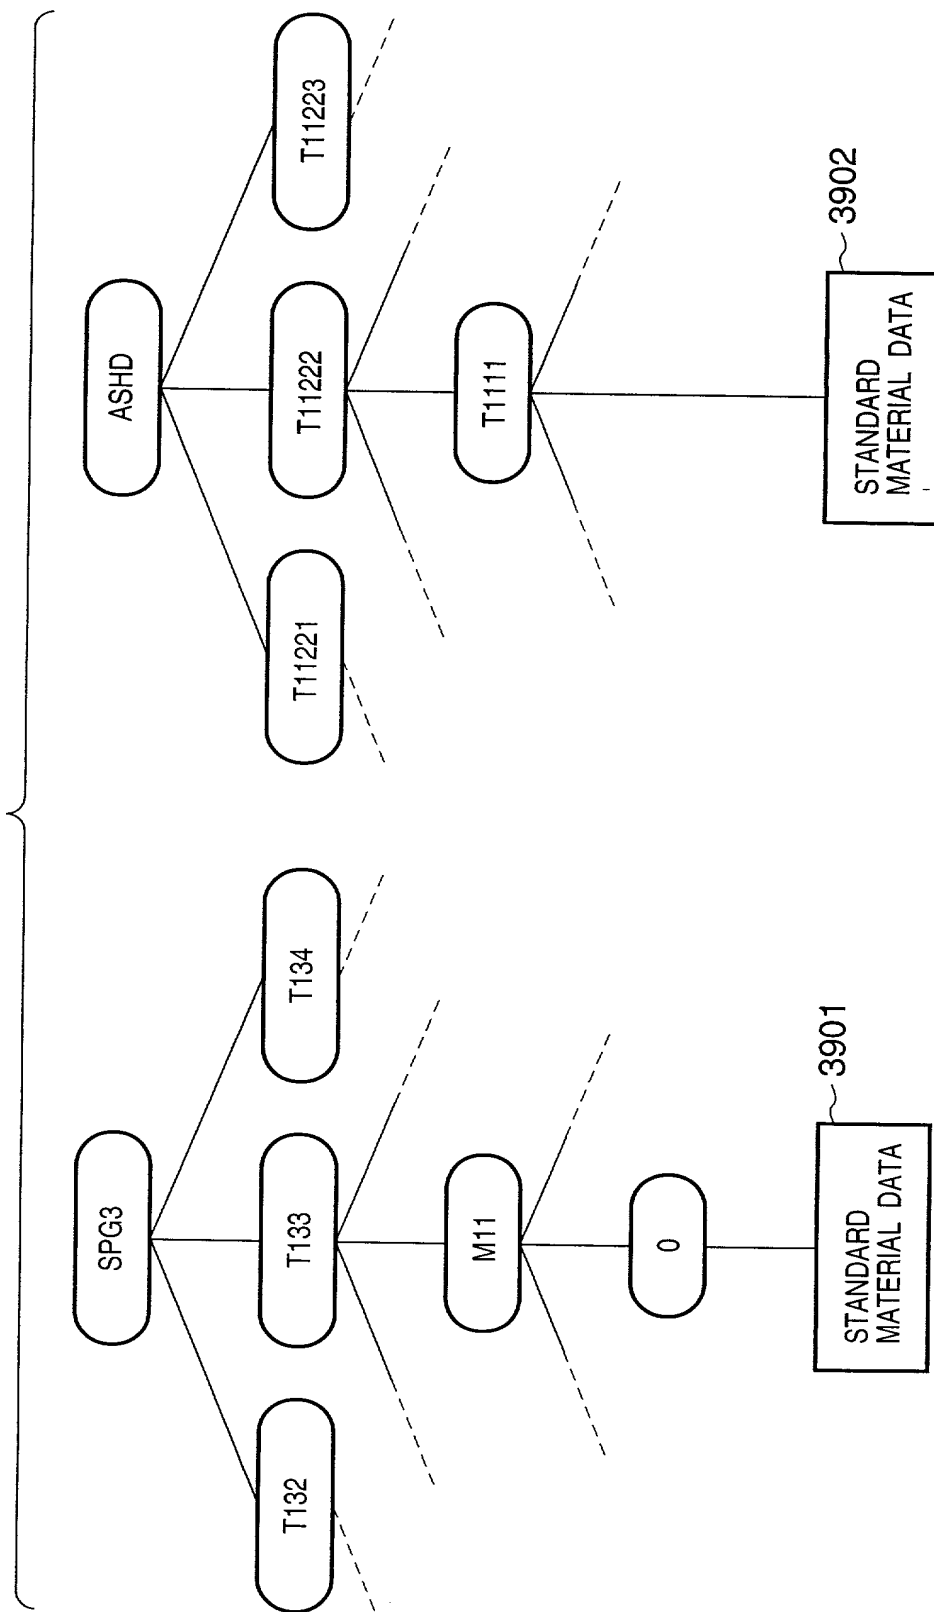 SPG3
T132
T133
T134
M11
0
STANDARD
MATERIAL DATA
3901
ASHD
T11221
T11222
T11223
T1111
STANDARD
MATERIAL DATA
3902